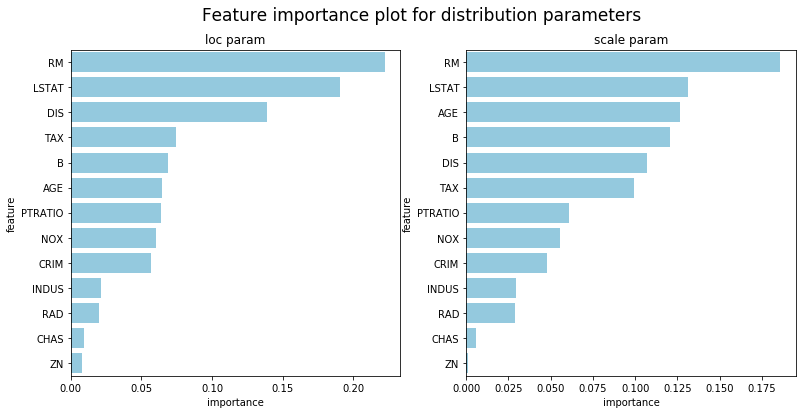 Feature importance plot for distribution parameters
loc param
feature
RM
LSTAT
DIS
TAX
B
AGE
PTRATIO
NOX
CRIM
INDUS
RAD
CHAS
ZN
0.00 0.05 0.10 0.15 0.20
importance
scale param
feature
RM
LSTAT
AGE
B
DIS
TAX
PTRATIO
NOX
CRIM
INDUS
RAD
CHAS
ZN
0.000 0.025 0.050 0.075 0.100 0.125 0.150 0.175
importance